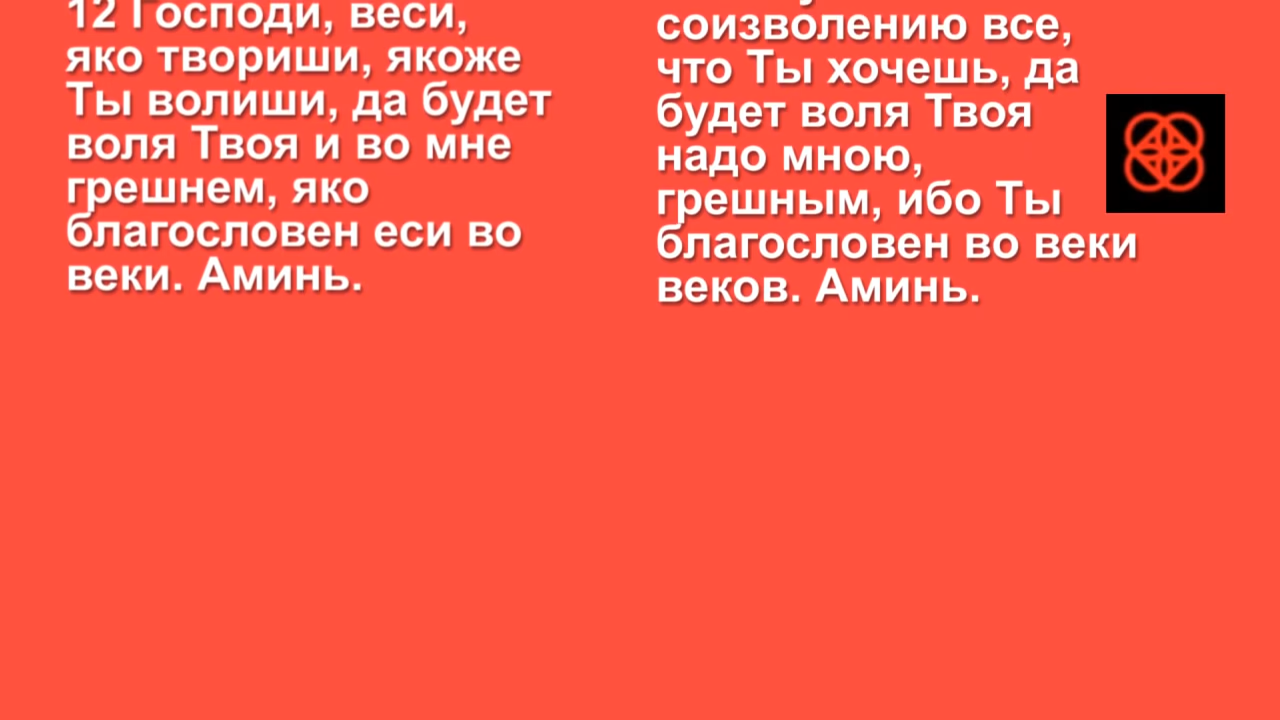 12 Господи, веси,
яко твориши, якоже
Ты волиши, да будет
воля Твоя и во мне
грешнем, яко
благословен еси во
веки. Аминь.
соизволению все,
что Ты хочешь, да
будет воля Твоя
надо мною,
грешным, ибо Ты
благословен во веки
веков. Аминь.